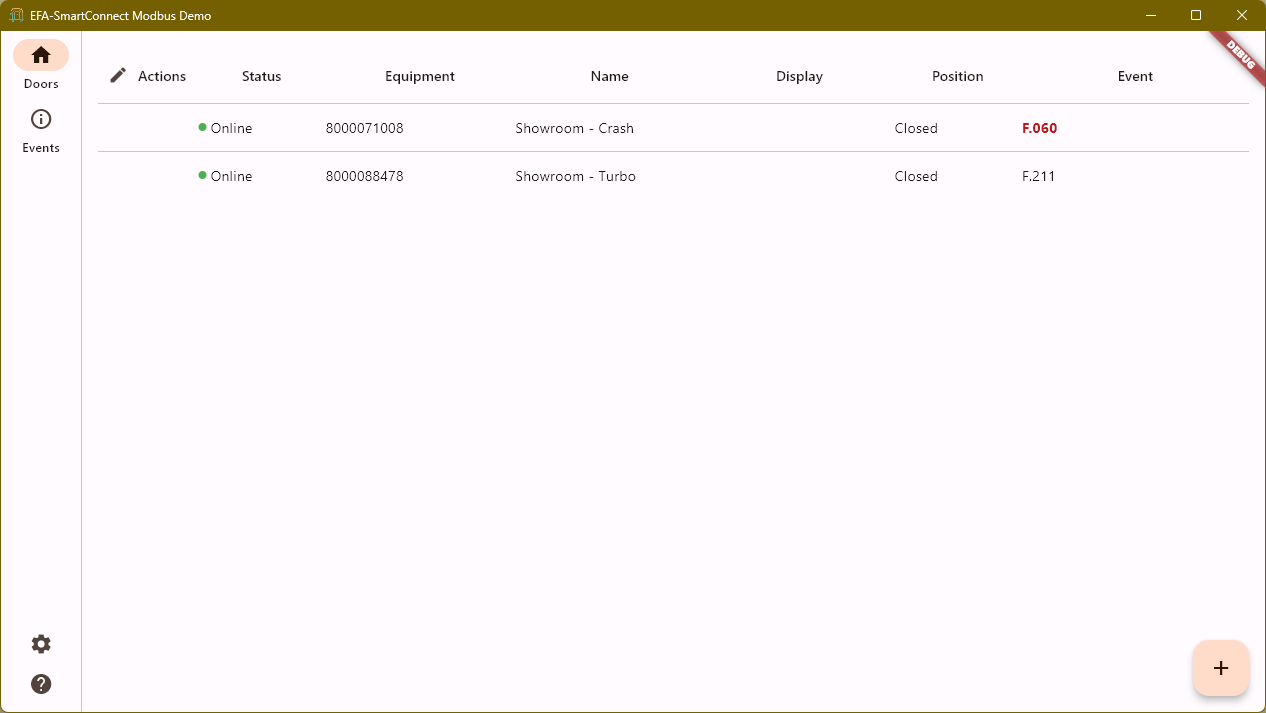 EFA-SmartConnect Modbus Demo
DEBUG
Doors
Events
Actions Status Equipment Name Display Position Event
Online 8000071008 Showroom - Crash Closed F.060
Online 8000088478 Showroom - Turbo Closed F.211